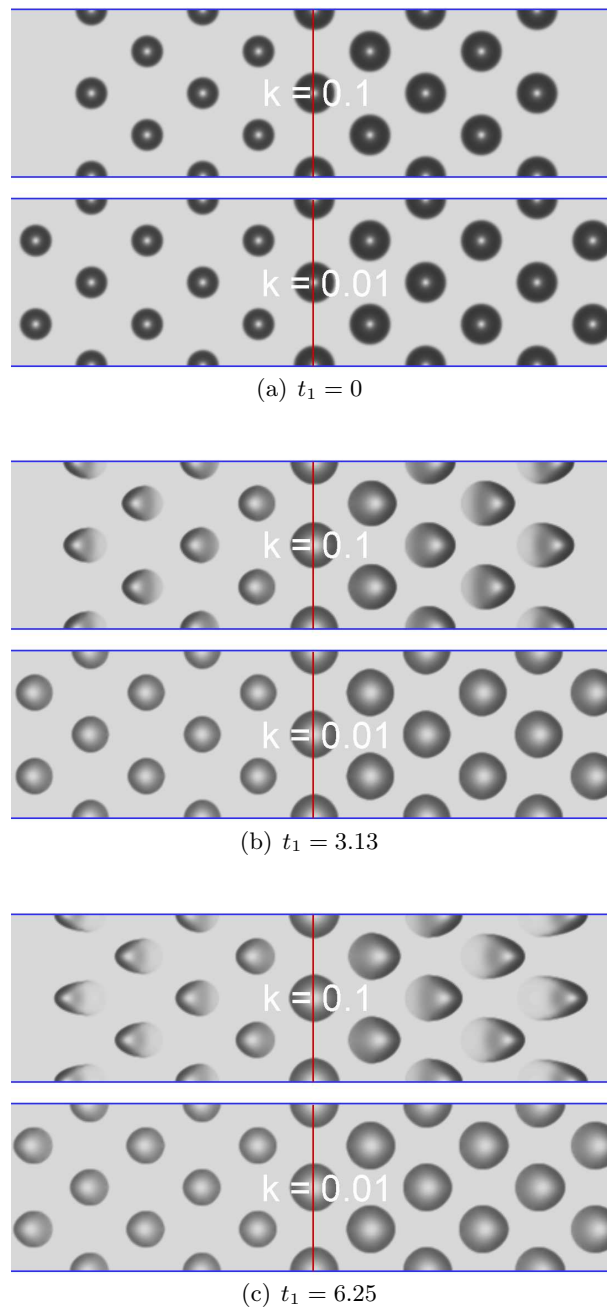 k = 0.1
k = 0.01
(a) t₁ = 0
k = 0.1
k = 0.01
(b) t₁ = 3.13
k = 0.1
k = 0.01
(c) t₁ = 6.25